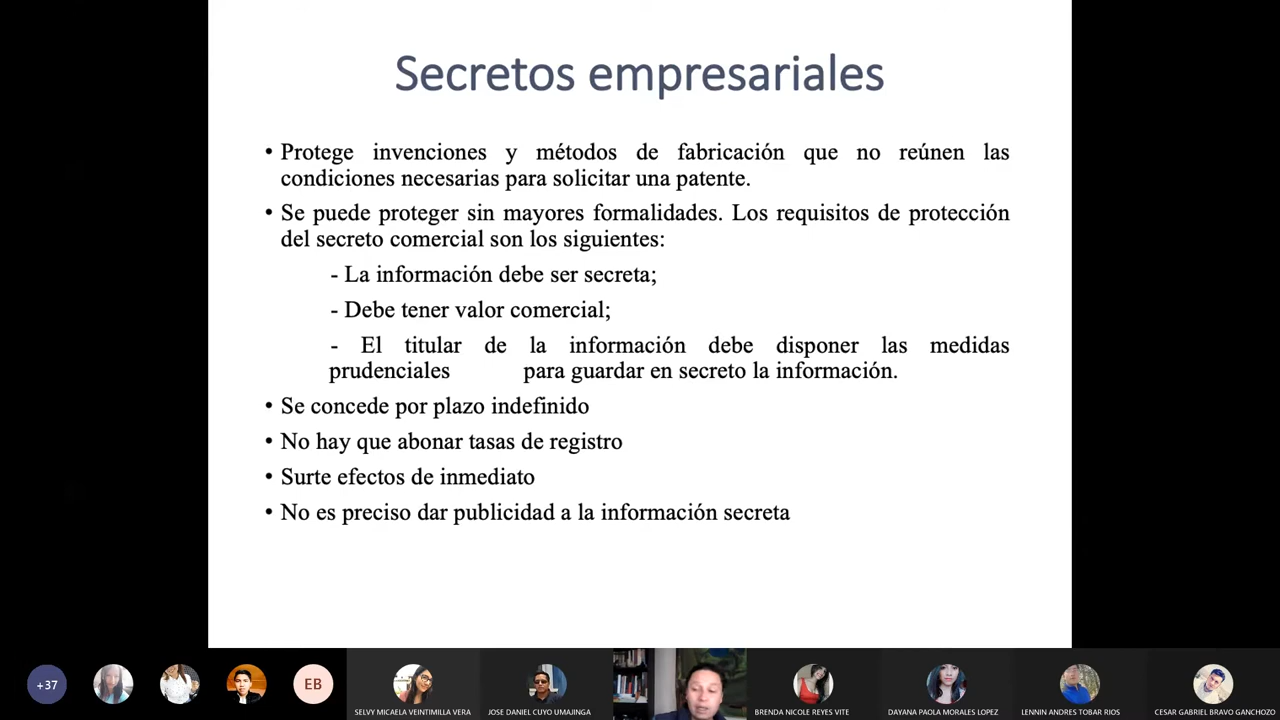 Secretos empresariales
• Protege invenciones y métodos de fabricación que no reúnen las
condiciones necesarias para solicitar una patente.
• Se puede proteger sin mayores formalidades. Los requisitos de protección
del secreto comercial son los siguientes:
- La información debe ser secreta;
- Debe tener valor comercial;
- El titular de la información debe disponer las medidas
prudenciales para guardar en secreto la información.
• Se concede por plazo indefinido
• No hay que abonar tasas de registro
• Surte efectos de inmediato
• No es preciso dar publicidad a la información secreta
+37
EB
SELVY MICAELA VEINTIMILLA VERA
JOSE DANIEL CUYO UMAJINGA
BRENDA NICOLE REYES VITE
DAYANA PAOLA MORALES LOPEZ
LENNIN ANDRES TOBAR RIOS
CESAR GABRIEL BRAVO GANCHOZO